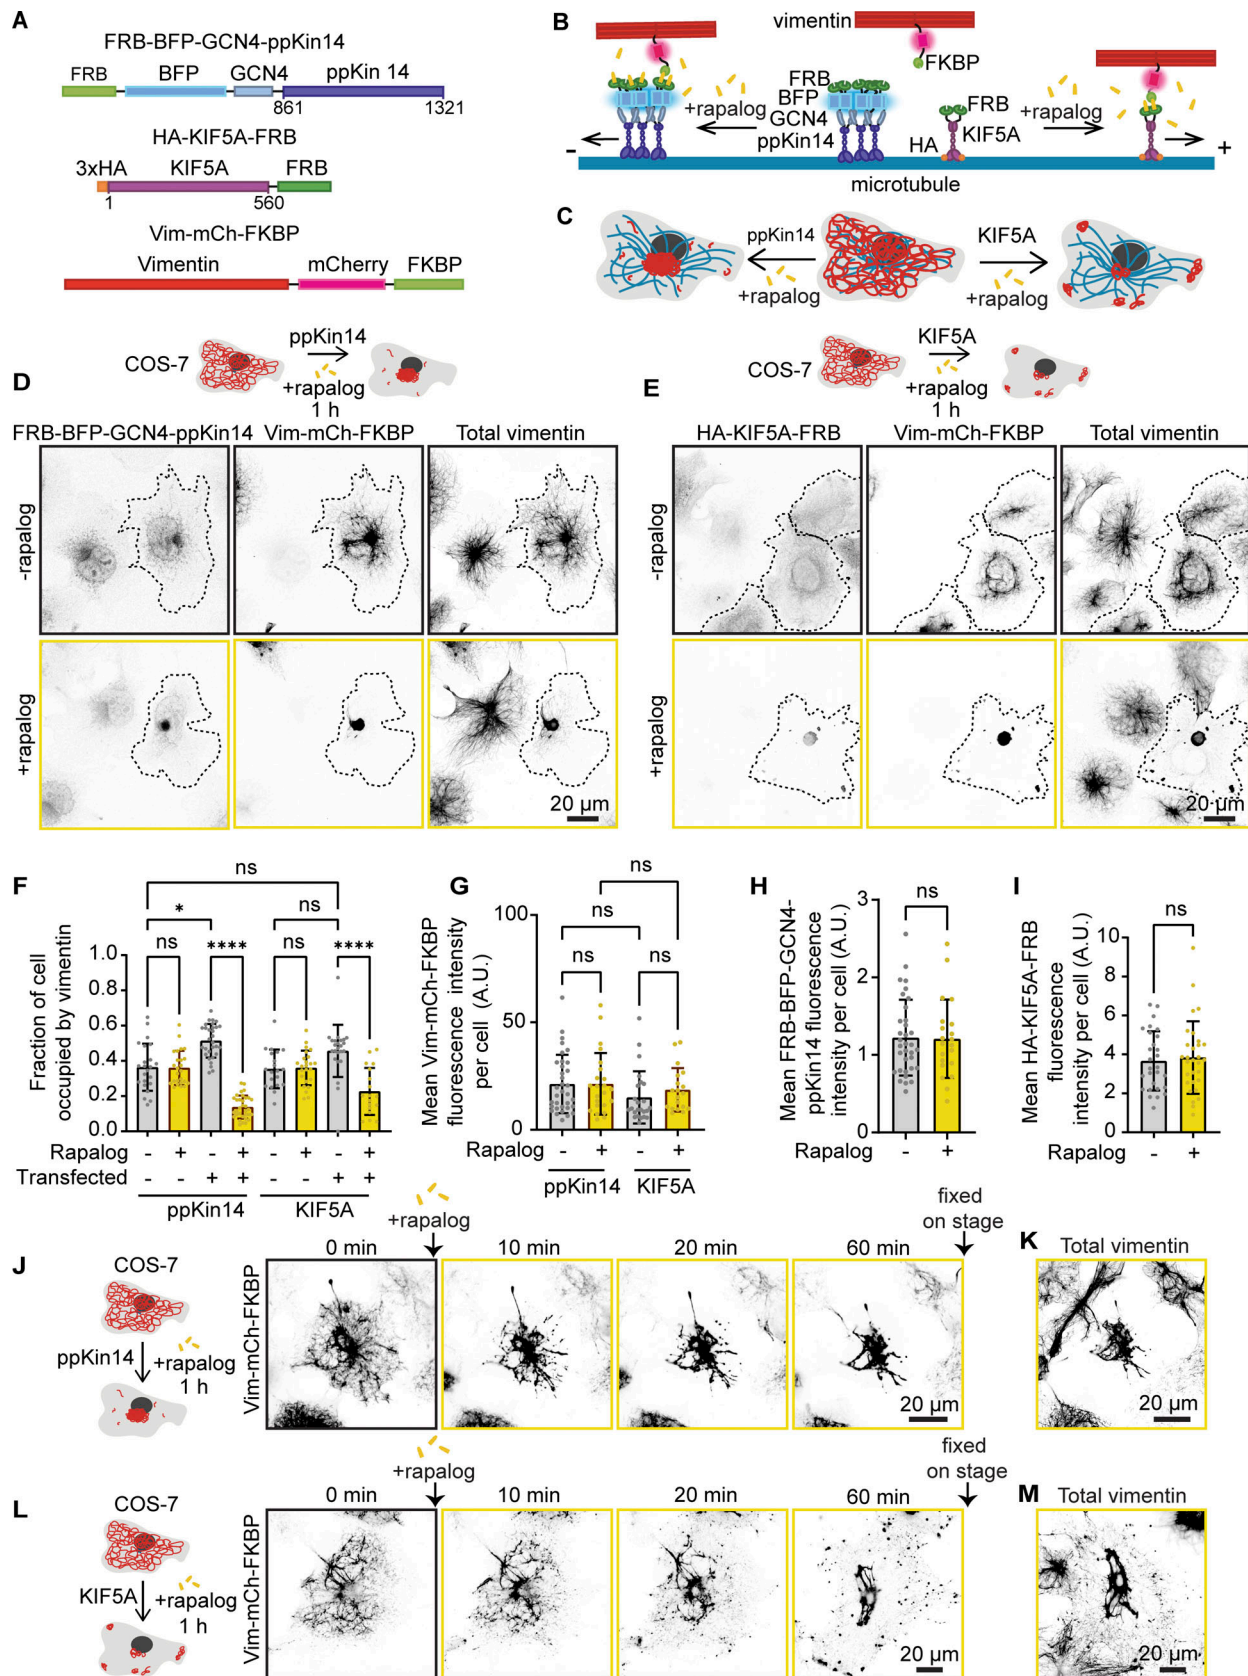 A
FRB-BFP-GCN4-ppKin14
FRB BFP GCN4 ppKin 14
861 1321
HA-KIF5A-FRB
3xHA KIF5A FRB
1 560
Vim-mCh-FKBP
Vimentin mCherry FKBP
B
vimentin
FKBP
FRB
BFP
GCN4
ppKin14
+rapalog
FRB
KIF5A
HA
+rapalog
- +
microtubule
C
ppKin14
+rapalog
KIF5A
+rapalog
D
COS-7
ppKin14
+rapalog
1 h
FRB-BFP-GCN4-ppKin14 Vim-mCh-FKBP Total vimentin
-rapalog
+rapalog
20 µm
E
COS-7
KIF5A
+rapalog
1 h
HA-KIF5A-FRB Vim-mCh-FKBP Total vimentin
-rapalog
+rapalog
20 µm
F
Fraction of cell
occupied by vimentin
ns
* ns
ns **** ns ****
1.0
0.8
0.6
0.4
0.2
0.0
Rapalog - + - + - + - +
Transfected - - + + - - + +
ppKin14 KIF5A
G
Mean Vim-mCh-FKBP
fluorescence intensity
per cell (A.U.)
ns
ns
ns ns
100
50
0
Rapalog - + - +
ppKin14 KIF5A
H
Mean FRB-BFP-GCN4-
ppKin14 fluorescence
intensity per cell (A.U.)
ns
3
2
1
0
Rapalog - +
I
Mean HA-KIF5A-FRB
fluorescence
intensity per cell (A.U.)
ns
10
8
6
4
2
0
Rapalog - +
J
COS-7
ppKin14
+rapalog
1 h
+rapalog
fixed
on stage
0 min 10 min 20 min 60 min
Vim-mCh-FKBP
20 µm
K
Total vimentin
20 µm
L
COS-7
KIF5A
+rapalog
1 h
+rapalog
fixed
on stage
0 min 10 min 20 min 60 min
Vim-mCh-FKBP
20 µm
M
Total vimentin
20 µm